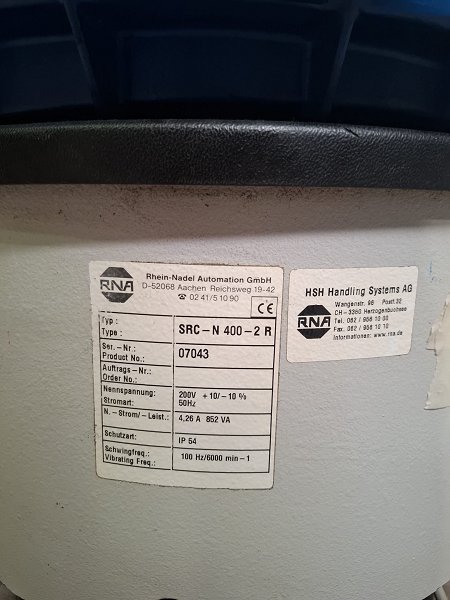 RNA
Rhein-Nadel Automation GmbH
D-52068 Aachen Reichsweg 19-42
☎ 02 41/5 10 90
CE
Typ :
Type : SRC-N 400-2 R
Ser.-Nr.:
Product No.: 07043
Auftrags-Nr.:
Order No.:
Nennspannung: 200V +10/-10 %
Stromart: 50Hz
N.-Strom/-Leist.: 4,26 A 852 VA
Schutzart: IP 54
Schwingfreq.: 100 Hz/6000 min-1
Vibrating Freq.:
HSH Handling Systems AG
RNA
Wangenstr. 96 Postf. 32
CH-3360 Herzogenbuchsee
Tel. 062 / 956 10 00
Fax. 062 / 956 10 10
Informationen: www.rna.de